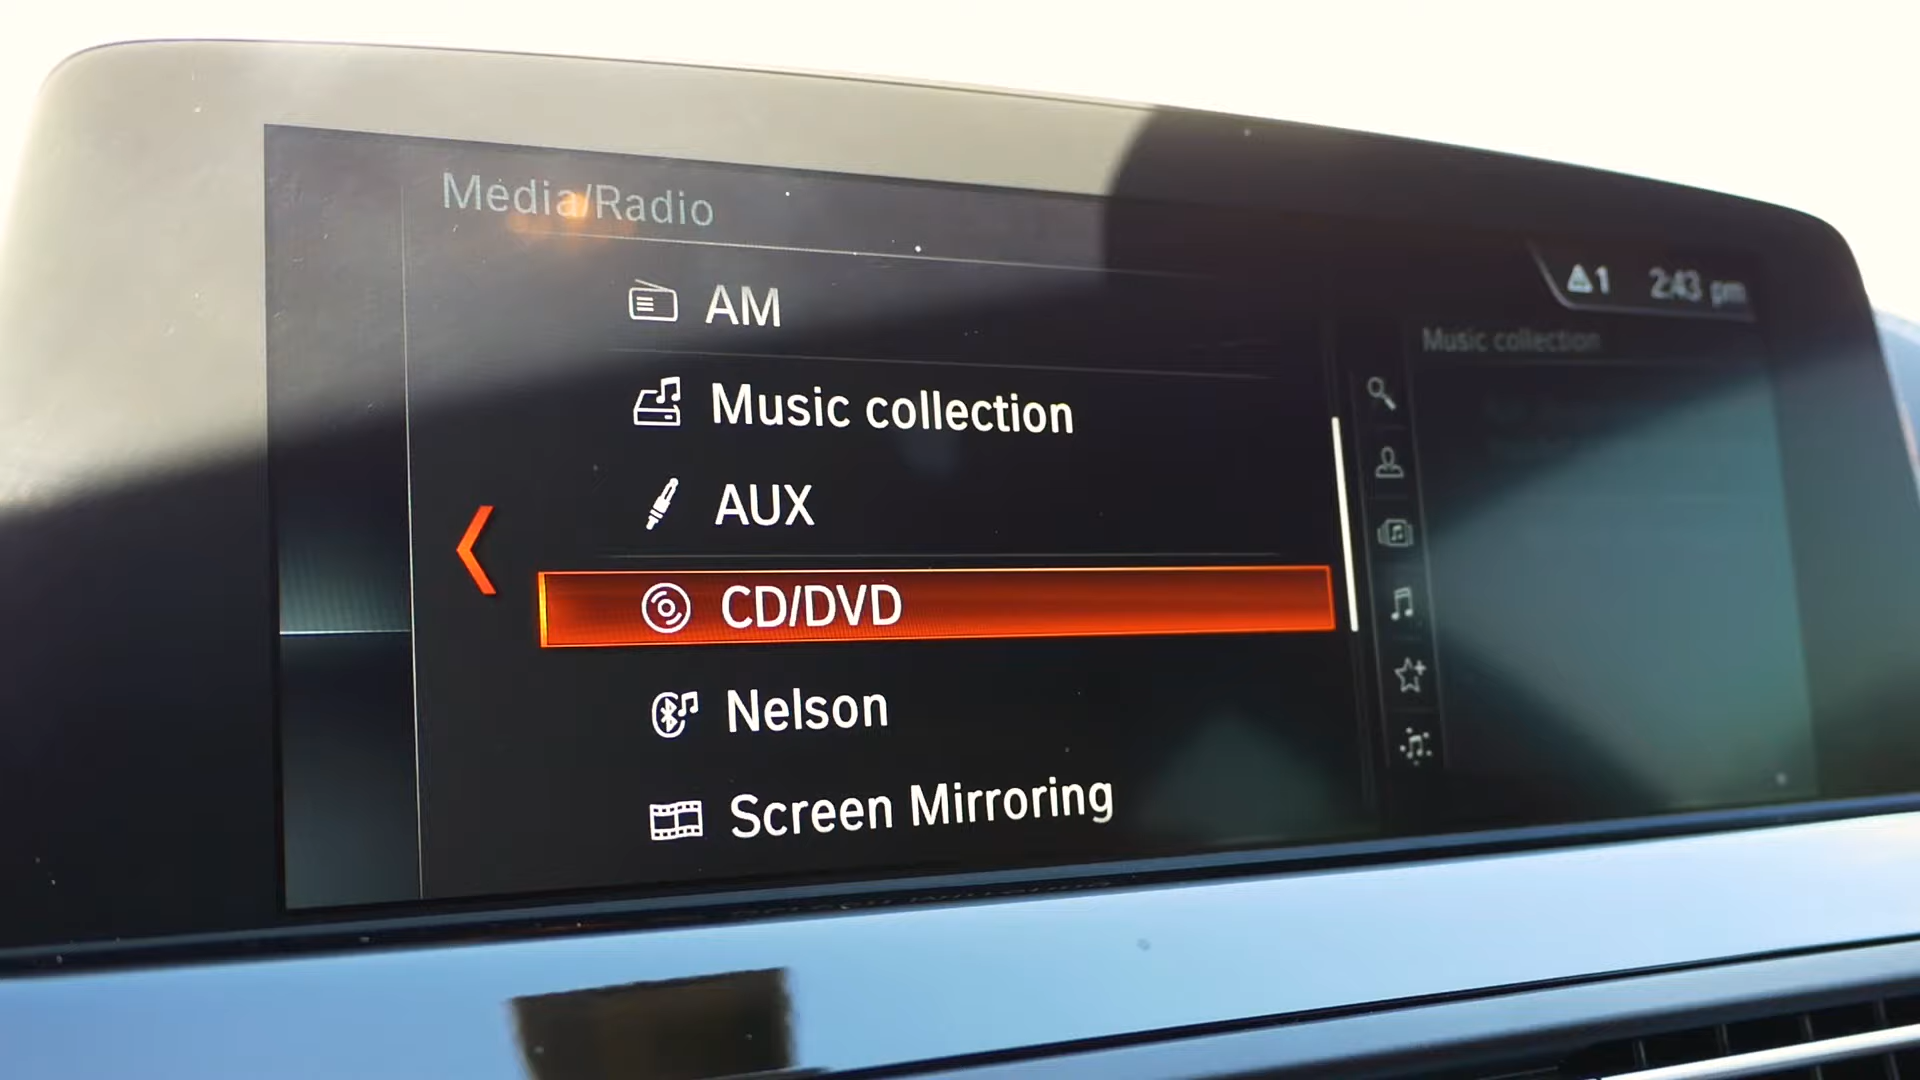 Media/Radio
AM
Music collection
AUX
CD/DVD
Nelson
Screen Mirroring
1 2:43 pm
Music collection